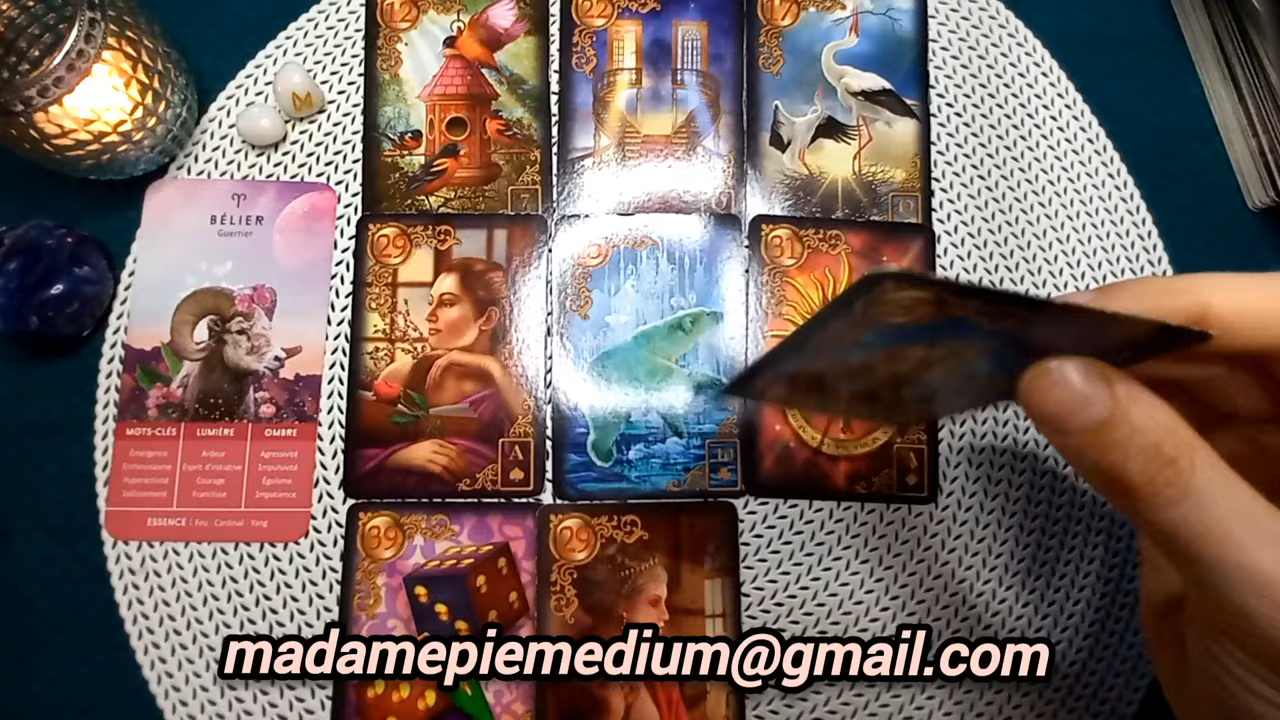 12
22
17
7
BÉLIER
Guerrier
29
31
A
MOTS-CLÉS LUMIÈRE OMBRE
Émergence Ardeur Agressivité
Enthousiasme Esprit d'initiative Impulsivité
Hyperactivité Courage Égoïsme
Jaillissement Franchise Impatience
ESSENCE : Feu · Cardinal · Yang
39
29
madamepiemedium@gmail.com